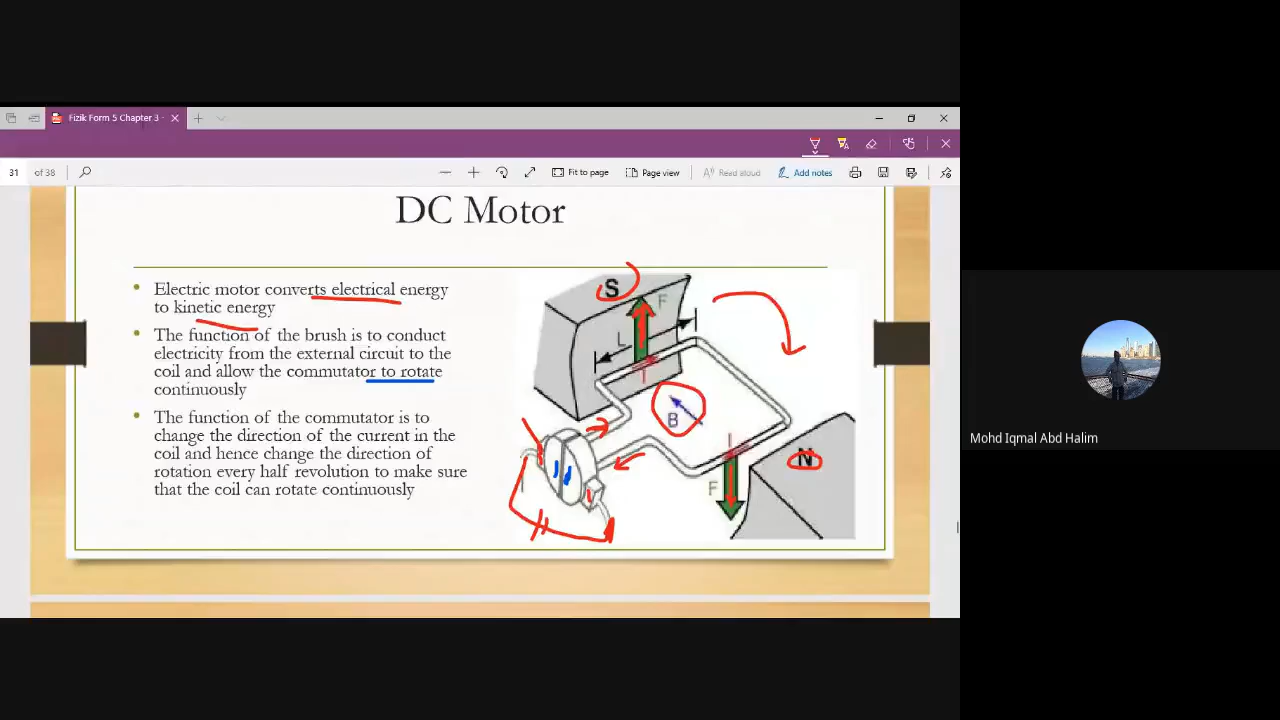 Fizik Form 5 Chapter 3 -
31 of 38
Fit to page
Page view
Read aloud
Add notes
DC Motor
• Electric motor converts electrical energy
to kinetic energy
• The function of the brush is to conduct
electricity from the external circuit to the
coil and allow the commutator to rotate
continuously
• The function of the commutator is to
change the direction of the current in the
coil and hence change the direction of
rotation every half revolution to make sure
that the coil can rotate continuously
S
F
L
I
B
I
N
F
Mohd Iqmal Abd Halim